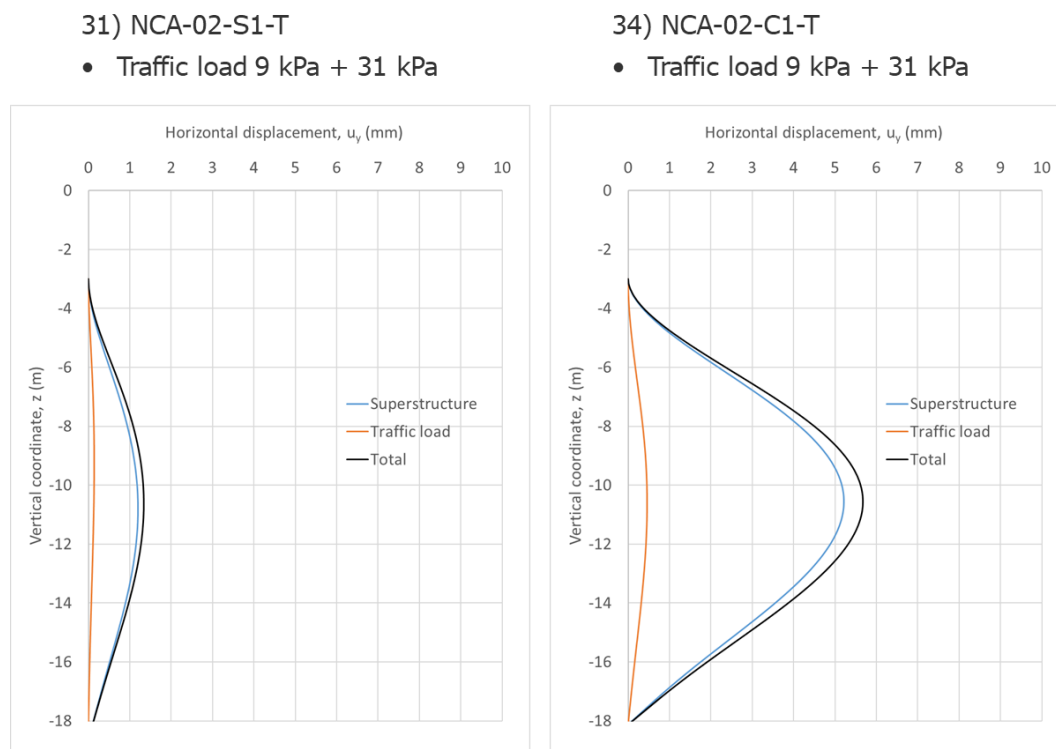 31) NCA-02-S1-T
• Traffic load 9 kPa + 31 kPa
Horizontal displacement, uy (mm)
0 1 2 3 4 5 6 7 8 9 10
0
-2
-4
-6
-8
-10
-12
-14
-16
-18
Vertical coordinate, z (m)
Superstructure
Traffic load
Total
34) NCA-02-C1-T
• Traffic load 9 kPa + 31 kPa
Horizontal displacement, uy (mm)
0 1 2 3 4 5 6 7 8 9 10
0
-2
-4
-6
-8
-10
-12
-14
-16
-18
Vertical coordinate, z (m)
Superstructure
Traffic load
Total